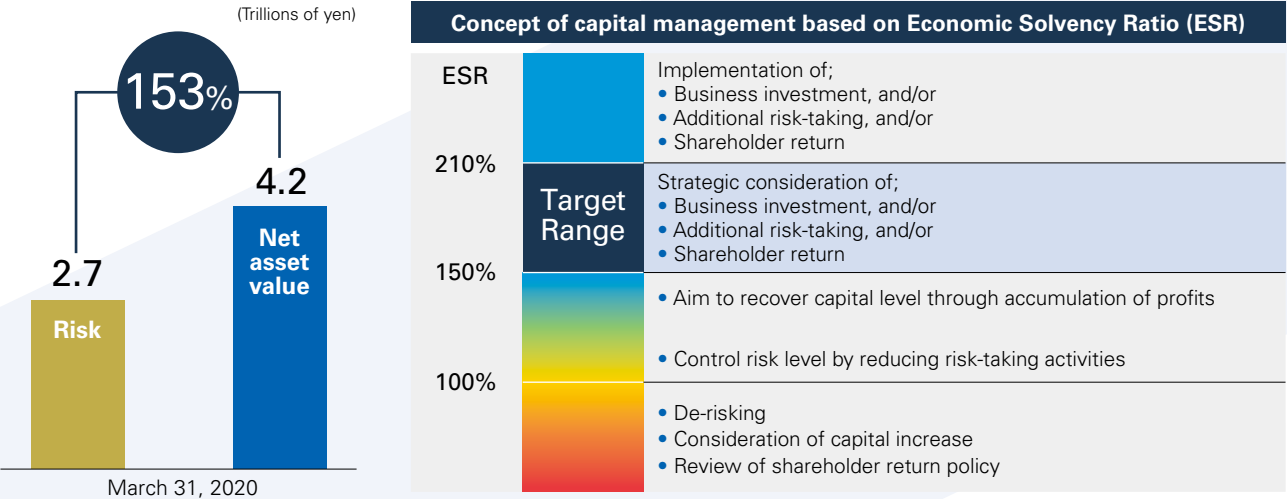 (Trillions of yen)
153%
2.7
4.2
Risk
Net
asset
value
March 31, 2020
Concept of capital management based on Economic Solvency Ratio (ESR)
ESR
210%
150%
100%
Target
Range
Implementation of;
• Business investment, and/or
• Additional risk-taking, and/or
• Shareholder return
Strategic consideration of;
• Business investment, and/or
• Additional risk-taking, and/or
• Shareholder return
• Aim to recover capital level through accumulation of profits
• Control risk level by reducing risk-taking activities
• De-risking
• Consideration of capital increase
• Review of shareholder return policy